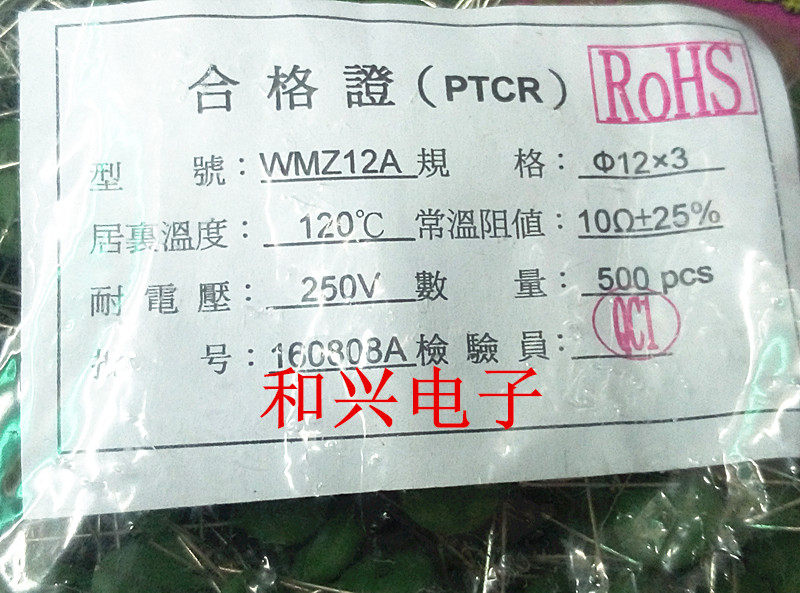 合格證（PTCR） RoHS
型號：WMZ12A 規格：Φ12×3
居裏溫度：120℃ 常溫阻值：10Ω±25%
耐電壓：250V 數量：500 pcs
号：160808A 檢驗員： QC1
和兴电子